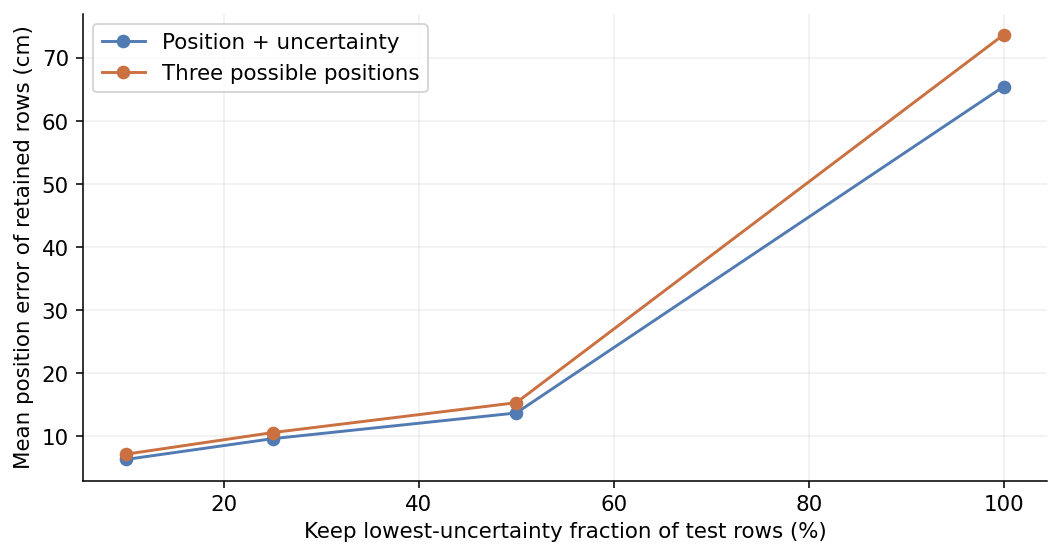 Position + uncertainty
Three possible positions
Mean position error of retained rows (cm)
70
60
50
40
30
20
10
20 40 60 80 100
Keep lowest-uncertainty fraction of test rows (%)